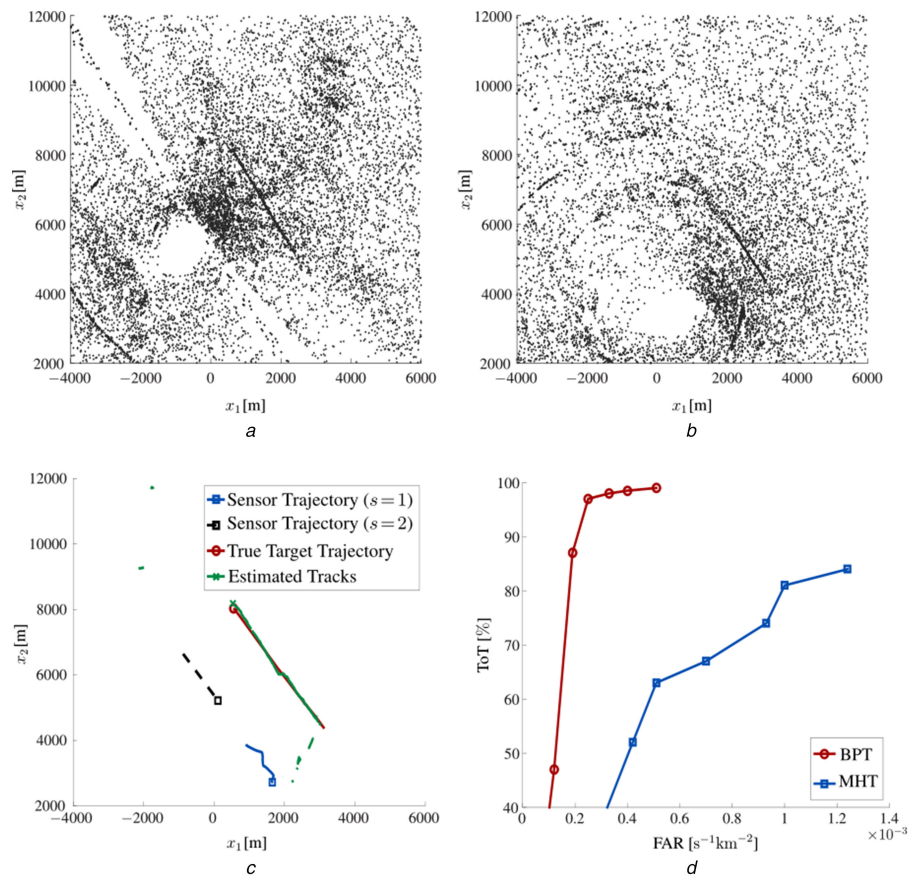 12000
10000
8000
6000
4000
2000
x₂[m]
−4000 −2000 0 2000 4000 6000
x₁[m]
a
12000
10000
8000
6000
4000
2000
x₂[m]
−4000 −2000 0 2000 4000 6000
x₁[m]
b
12000
10000
8000
6000
4000
2000
x₂[m]
−4000 −2000 0 2000 4000 6000
x₁[m]
Sensor Trajectory (s=1)
Sensor Trajectory (s=2)
True Target Trajectory
Estimated Tracks
c
100
90
80
70
60
50
40
ToT [%]
0 0.2 0.4 0.6 0.8 1 1.2 1.4
×10⁻³
FAR [s⁻¹km⁻²]
BPT
MHT
d